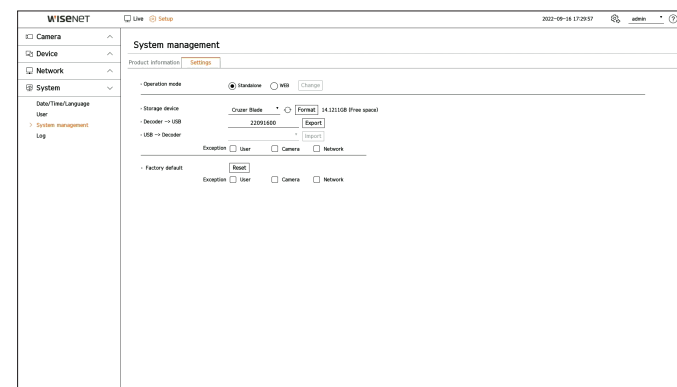 WISENET
Live Setup 2022-09-16 17:29:57 admin
Camera
Device
Network
System
Date/Time/Language
User
> System management
Log
System management
Product information Settings
- Operation mode Standalone WEB Change
- Storage device Cruzer Blade Format 14.1211GB (Free space)
- Decoder -> USB 22091600 Export
- USB -> Decoder Import
Exception User Camera Network
- Factory default Reset
Exception User Camera Network